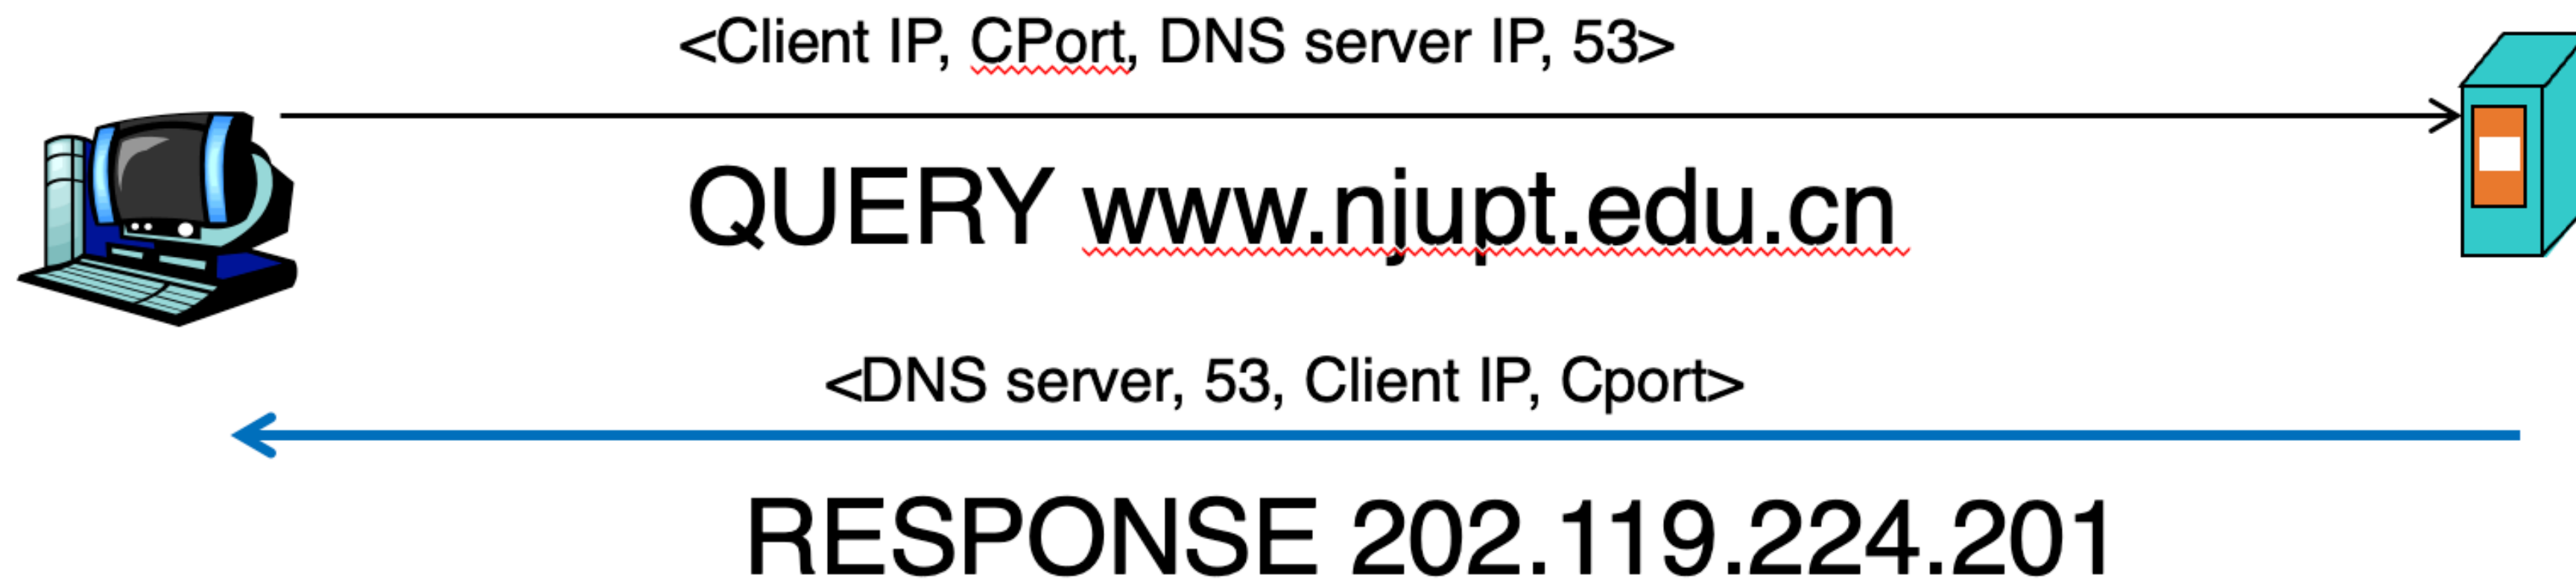 <Client IP, CPort, DNS server IP, 53>
QUERY www.njupt.edu.cn
<DNS server, 53, Client IP, Cport>
RESPONSE 202.119.224.201